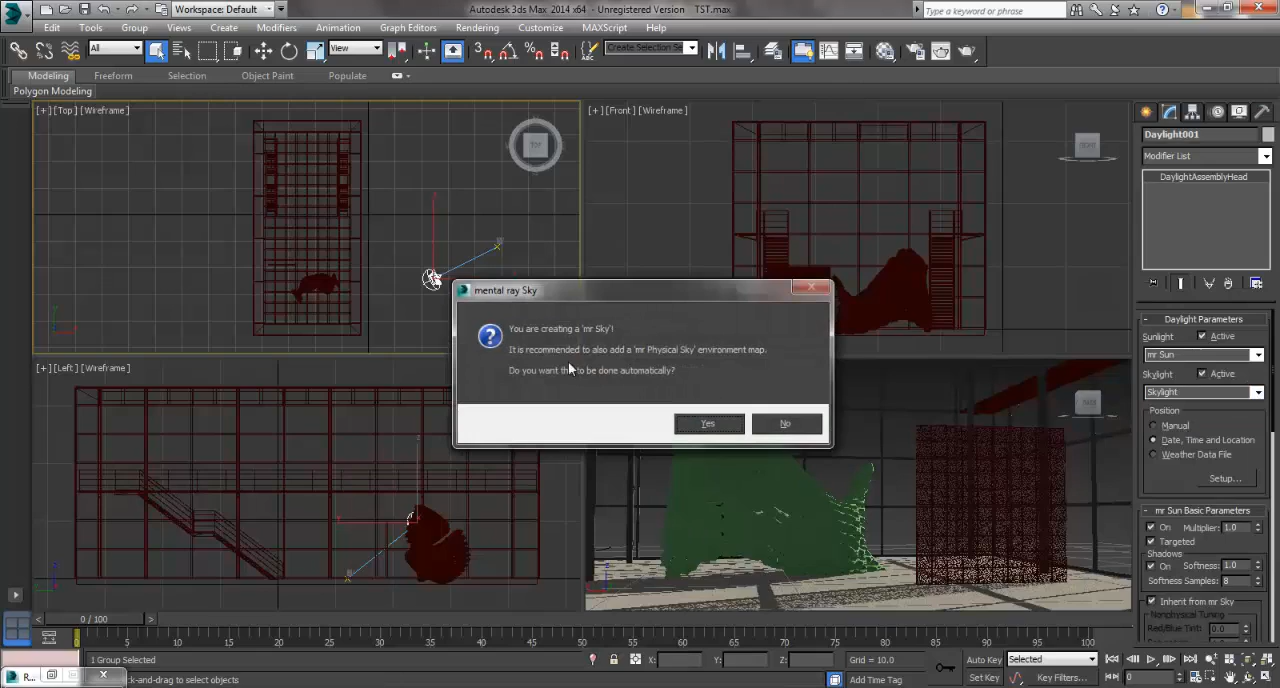 Workspace: Default
Autodesk 3ds Max 2014 x64 - Unregistered Version TST.max
Type a keyword or phrase
Edit Tools Group Views Create Modifiers Animation Graph Editors Rendering Customize MAXScript Help
All View Create Selection Se
Modeling Freeform Selection Object Paint Populate
Polygon Modeling
[+] [Top] [Wireframe]
TOP
[+] [Front] [Wireframe]
FRONT
Daylight001
Modifier List
DaylightAssemblyHead
mental ray Sky
You are creating a 'mr Sky'!
It is recommended to also add a 'mr Physical Sky' environment map.
Do you want this to be done automatically?
Yes No
[+] [Left] [Wireframe]
Daylight Parameters
Sunlight Active
mr Sun
Skylight Active
Skylight
Position
Manual
Date, Time and Location
Weather Data File
Setup...
mr Sun Basic Parameters
On Multiplier: 1.0
Targeted
Shadows
On Softness: 1.0
Softness Samples: 8
Inherent from mr Sky
Nonphysical Tuning
Red/Blue Tint: 0.0
0 / 100
0 5 10 15 20 25 30 35 40 45 50 55 60 65 70 75 80 85 90 95 100
1 Group Selected X: Y: Z: Grid = 10.0 Auto Key Selected
R... ck-and-drag to select objects Add Time Tag Set Key Key Filters... 0